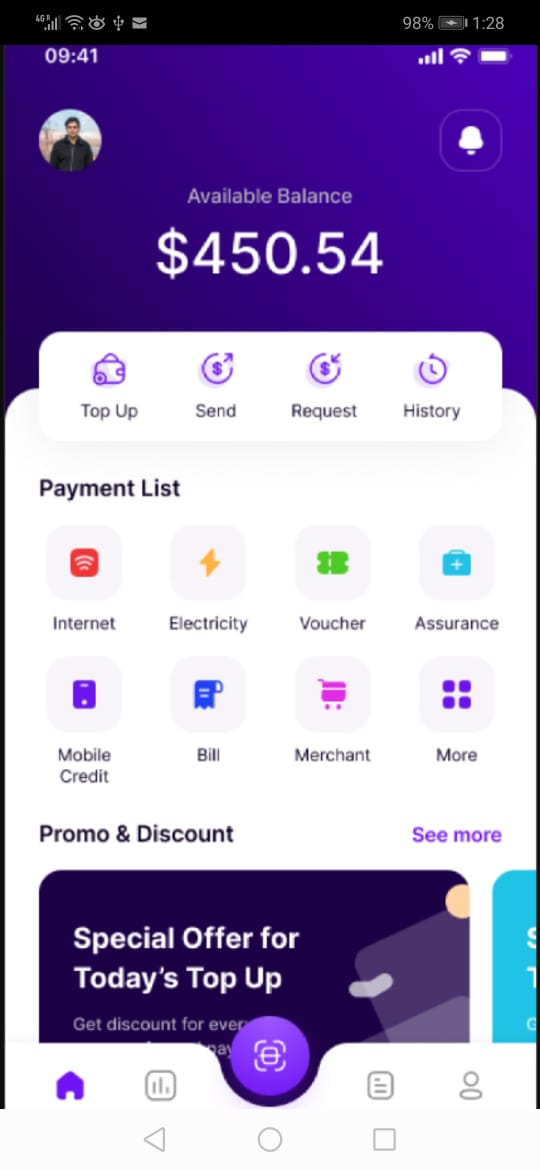 4G R 98% 1:28
09:41
Available Balance
$450.54
Top Up Send Request History
Payment List
Internet Electricity Voucher Assurance
Mobile Credit Bill Merchant More
Promo & Discount See more
Special Offer for
Today's Top Up
Get discount for